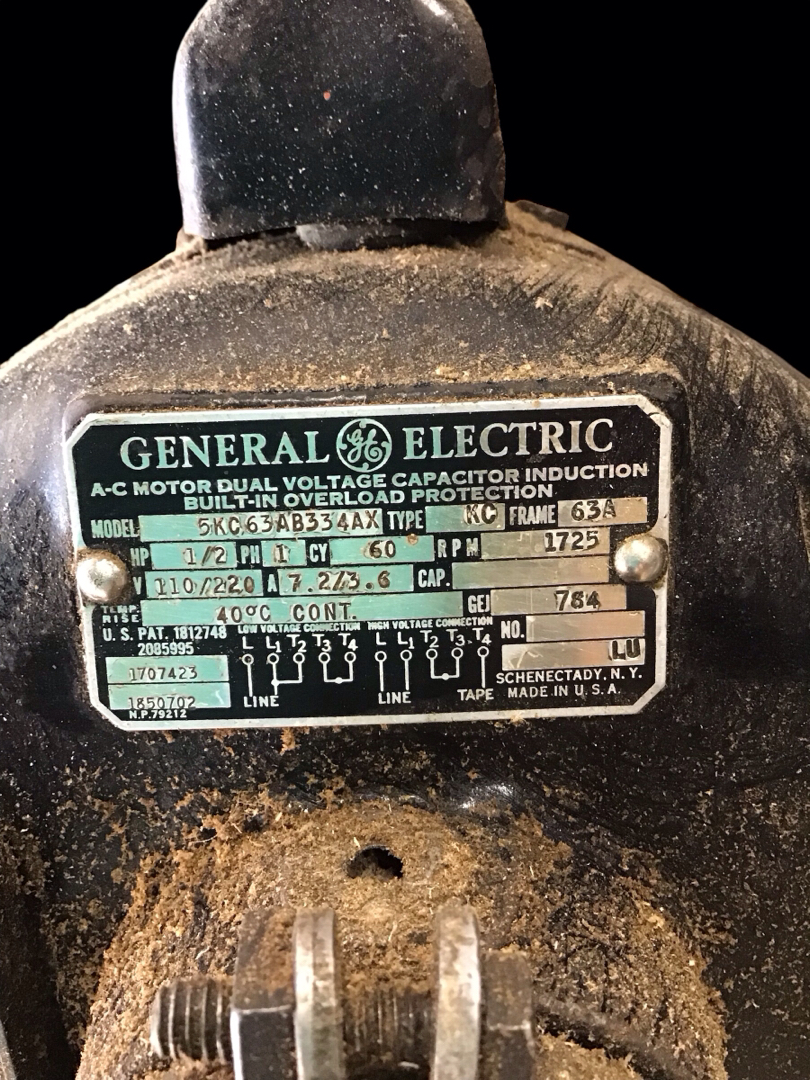 GENERAL GE ELECTRIC
A-C MOTOR DUAL VOLTAGE CAPACITOR INDUCTION
BUILT-IN OVERLOAD PROTECTION
MODEL 5KC63AB334AX TYPE KC FRAME 63A
HP 1/2 PH 1 CY 60 RPM 1725
V 110/220 A 7.2/3.6 CAP.
TEMP. RISE 40°C CONT. GEJ 784
U. S. PAT. 1812748 LOW VOLTAGE CONNECTION HIGH VOLTAGE CONNECTION NO.
2085995 L L1 T2 T3 T4 L L1 T2 T3 T4 LU
1707423 SCHENECTADY, N. Y.
1850702 LINE LINE TAPE MADE IN U. S. A.
N.P.79212